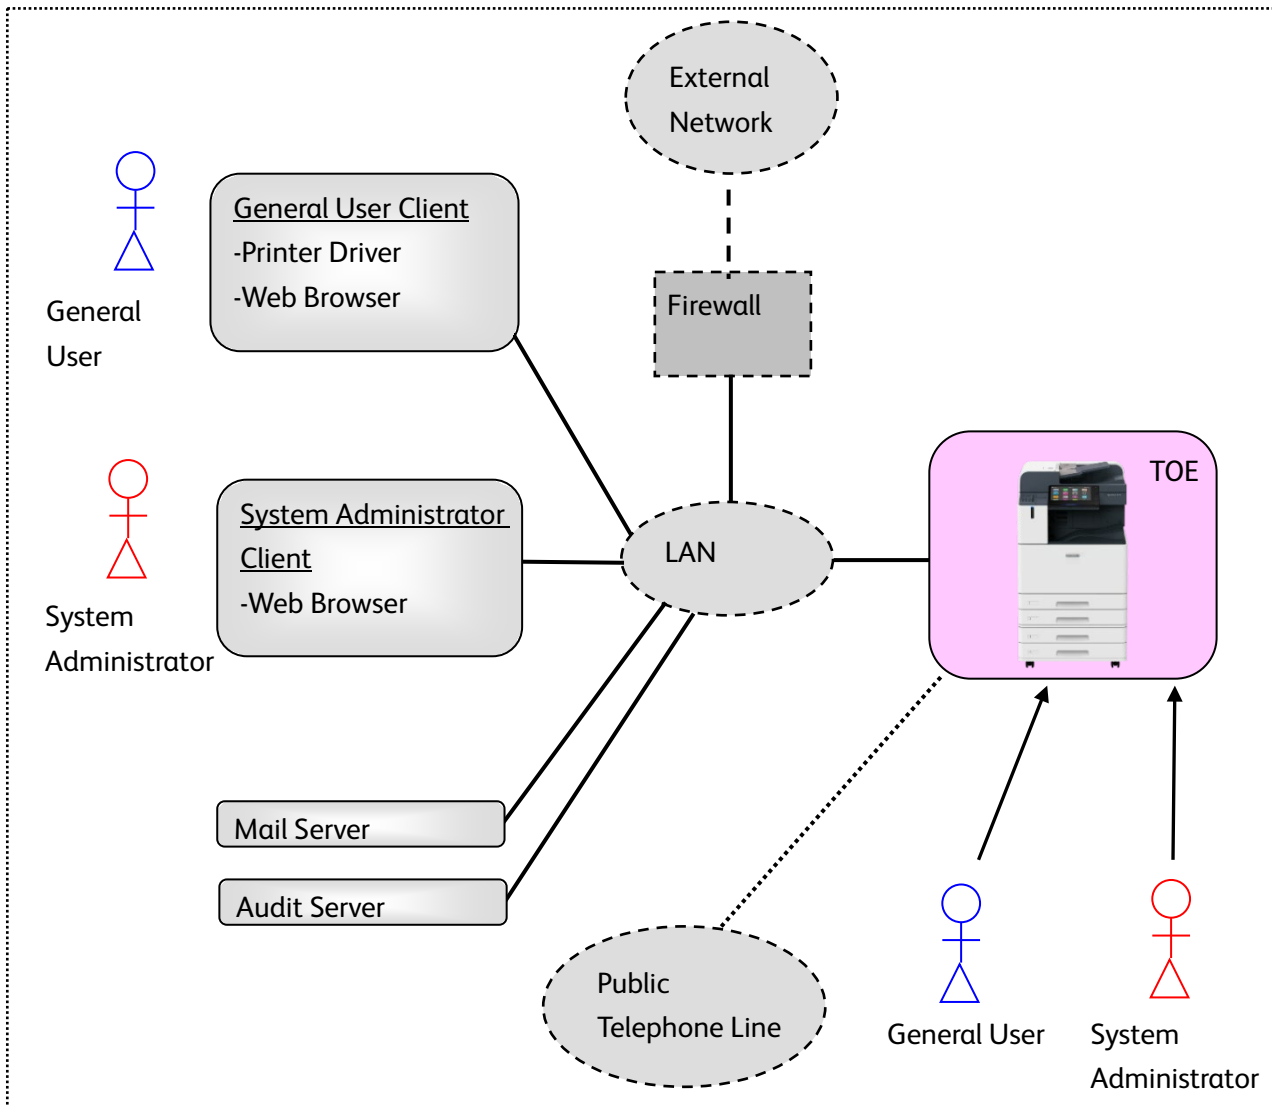 External
Network
General User Client
-Printer Driver
-Web Browser
General
User
Firewall
TOE
System Administrator
Client
-Web Browser
LAN
System
Administrator
Mail Server
Audit Server
Public
Telephone Line
General User
System
Administrator